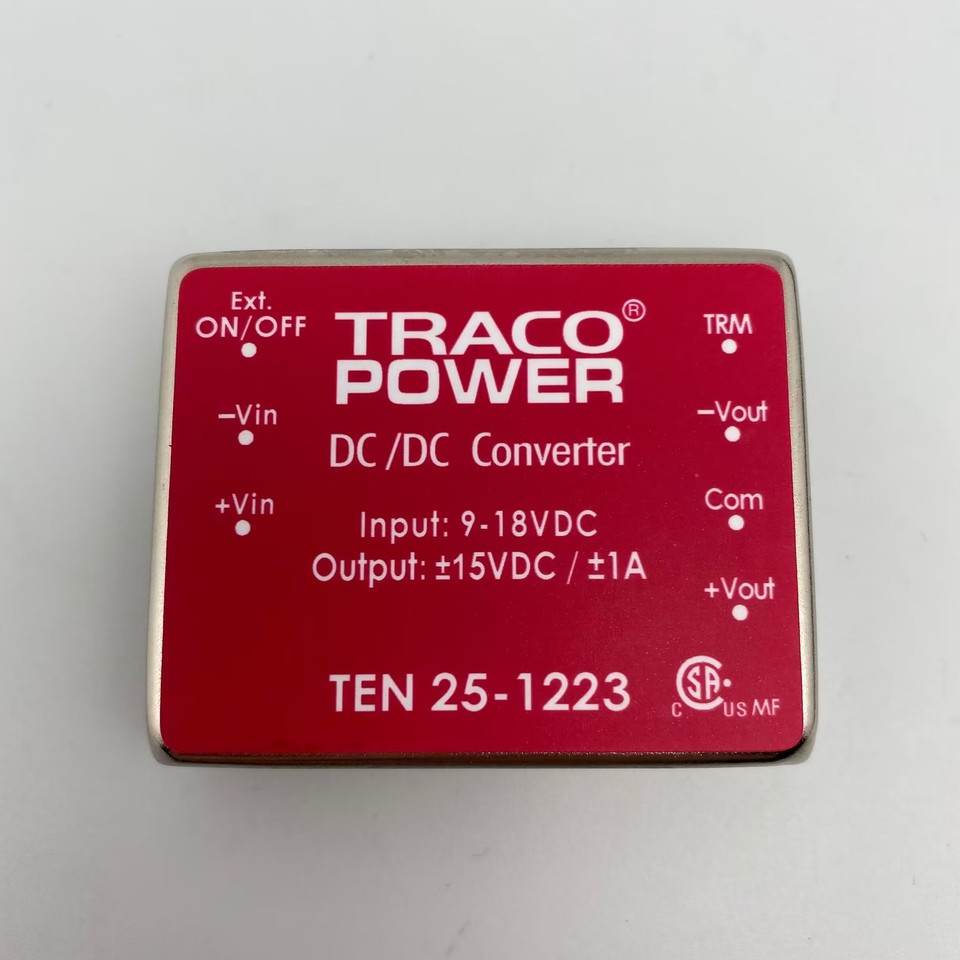 Ext.
ON/OFF
TRACO®
POWER
TRM
–Vin
–Vout
DC/DC Converter
+Vin
Com
Input: 9-18VDC
Output: ±15VDC / ±1A
+Vout
TEN 25-1223
CSA
C US MF